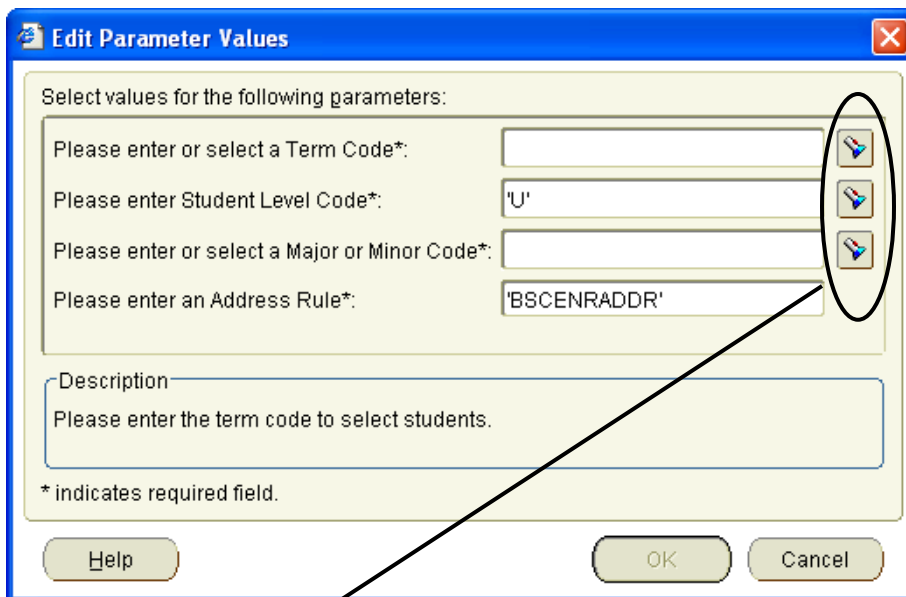 Edit Parameter Values
Select values for the following parameters:
Please enter or select a Term Code*:
Please enter Student Level Code*: 'U'
Please enter or select a Major or Minor Code*:
Please enter an Address Rule*: 'BSCENRADDR'
Description
Please enter the term code to select students.
* indicates required field.
Help OK Cancel